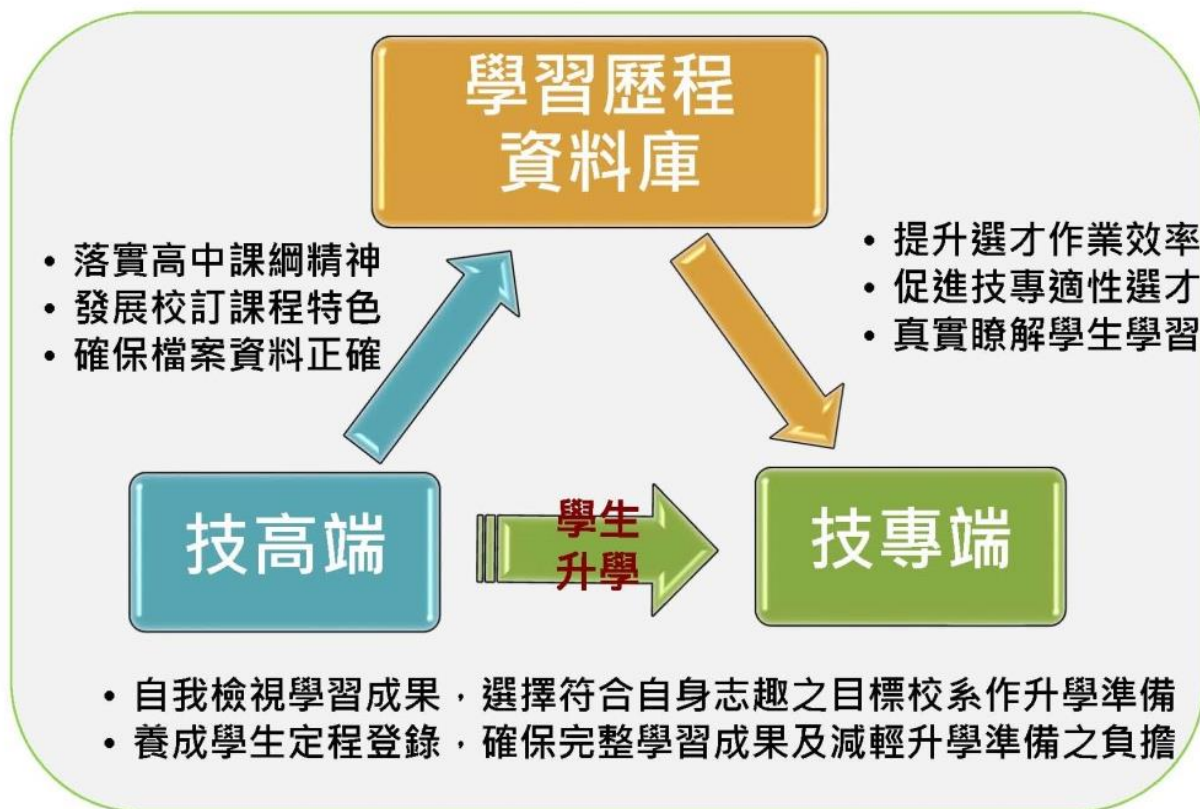 學習歷程
資料庫
• 落實高中課綱精神
• 發展校訂課程特色
• 確保檔案資料正確
• 提升選才作業效率
• 促進技專適性選才
• 真實瞭解學生學習
技高端
學生
升學
技專端
• 自我檢視學習成果，選擇符合自身志趣之目標校系作升學準備
• 養成學生定程登錄，確保完整學習成果及減輕升學準備之負擔